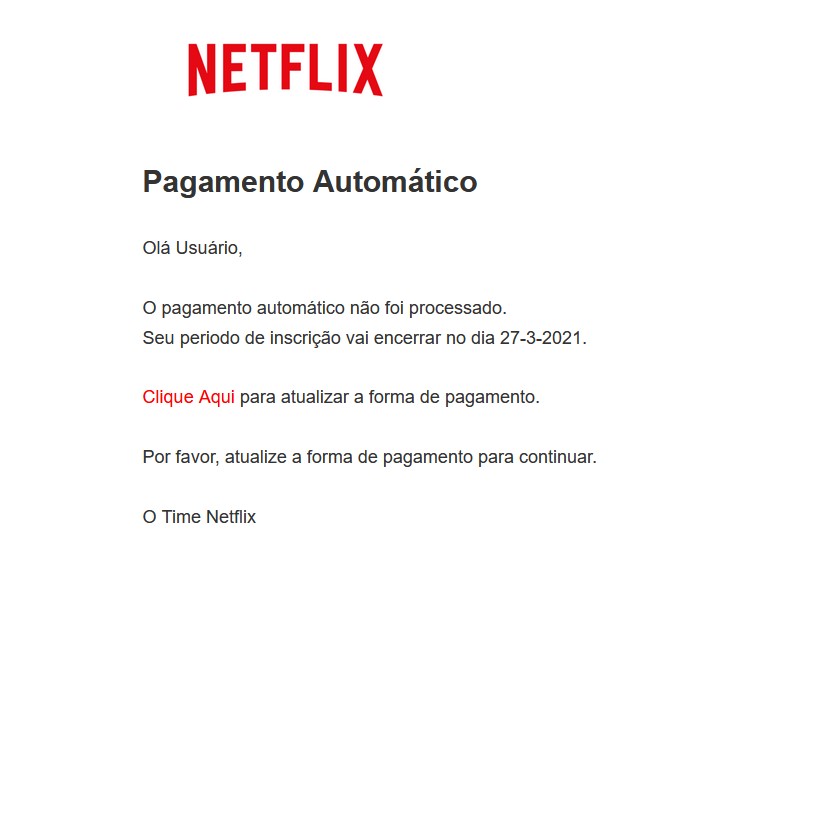 NETFLIX
Pagamento Automático
Olá Usuário,
O pagamento automático não foi processado.
Seu periodo de inscrição vai encerrar no dia 27-3-2021.
Clique Aqui para atualizar a forma de pagamento.
Por favor, atualize a forma de pagamento para continuar.
O Time Netflix